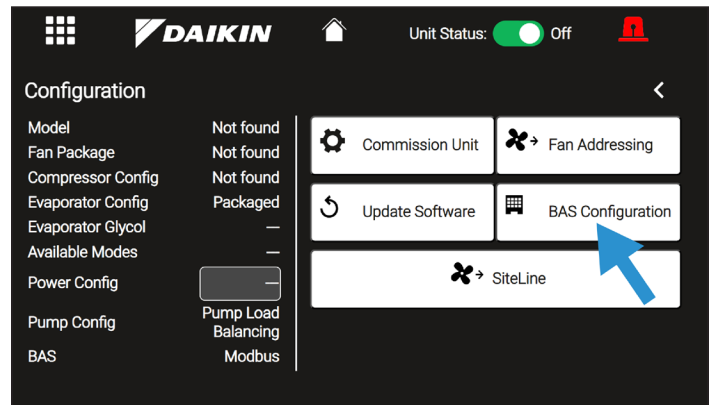 DAIKIN
Unit Status: Off
Configuration
Model Not found
Fan Package Not found
Compressor Config Not found
Evaporator Config Packaged
Evaporator Glycol —
Available Modes —
Power Config —
Pump Config Pump Load
Balancing
BAS Modbus
Commission Unit
Fan Addressing
Update Software
BAS Configuration
SiteLine